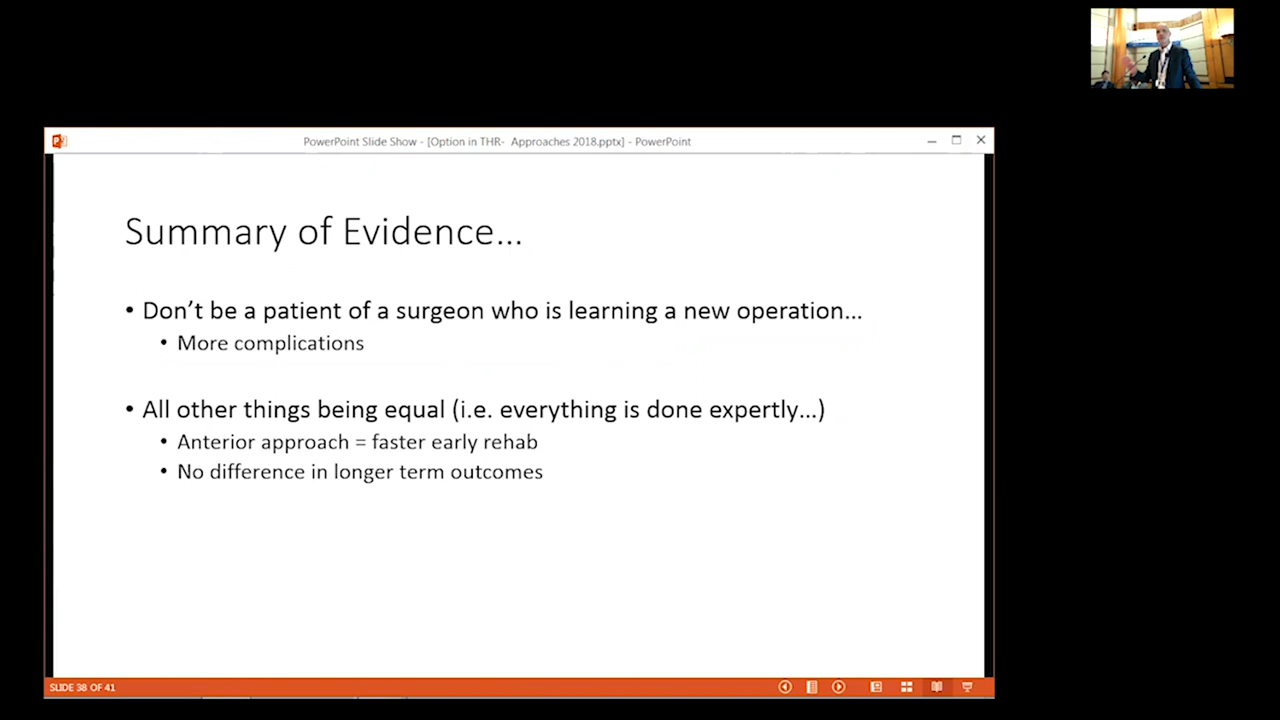 PowerPoint Slide Show - [Option in THR- Approaches 2018.pptx] - PowerPoint
Summary of Evidence...
• Don't be a patient of a surgeon who is learning a new operation...
• More complications
• All other things being equal (i.e. everything is done expertly...)
• Anterior approach = faster early rehab
• No difference in longer term outcomes
SLIDE 38 OF 41